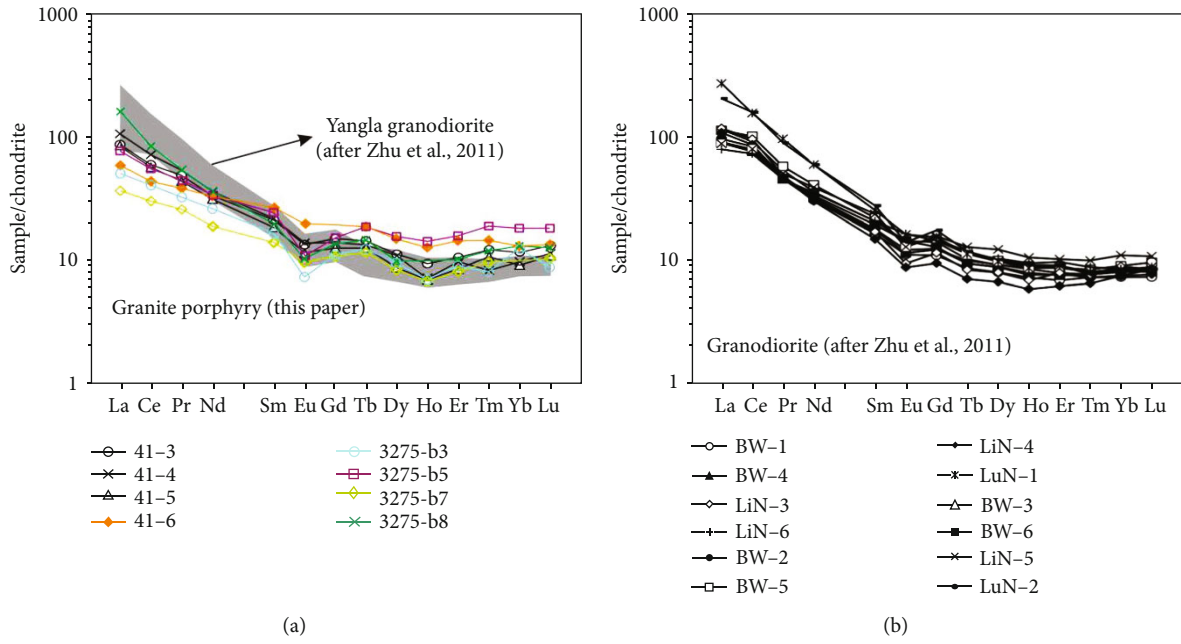 1000
100
10
1
Sample/chondrite
Yangla granodiorite
(after Zhu et al., 2011)
Granite porphyry (this paper)
La Ce Pr Nd Sm Eu Gd Tb Dy Ho Er Tm Yb Lu
41–3
41–4
41–5
41–6
3275-b3
3275-b5
3275-b7
3275-b8
(a)
1000
100
10
1
Sample/chondrite
Granodiorite (after Zhu et al., 2011)
La Ce Pr Nd Sm Eu Gd Tb Dy Ho Er Tm Yb Lu
BW–1
BW–4
LiN–3
LiN–6
BW–2
BW–5
LiN–4
LuN–1
BW–3
BW–6
LiN–5
LuN–2
(b)